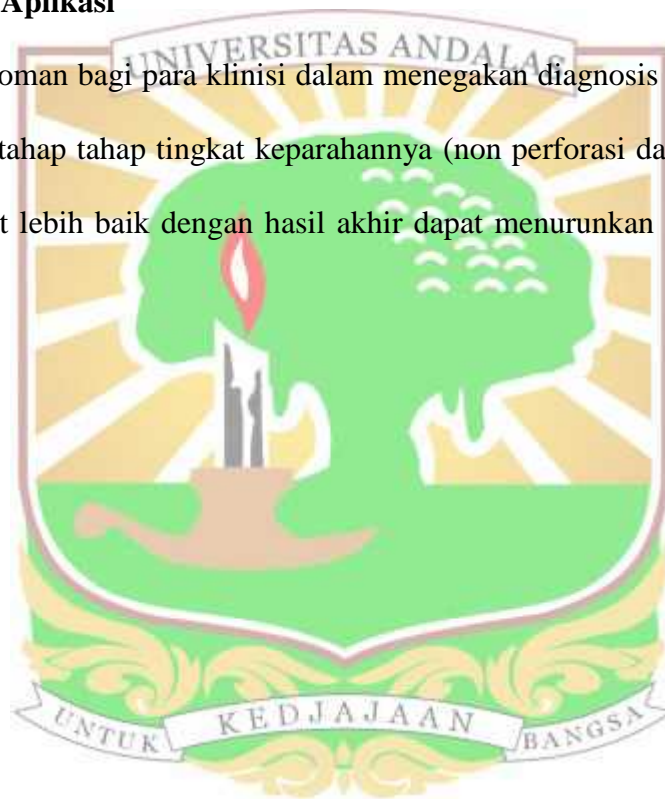 Aplikasi
UNIVERSITAS ANDALAS
oman bagi para klinisi dalam menegakan diagnosis
tahap tahap tingkat keparahannya (non perforasi da
t lebih baik dengan hasil akhir dapat menurunkan
UNTUK KEDJAJAAN BANGSA